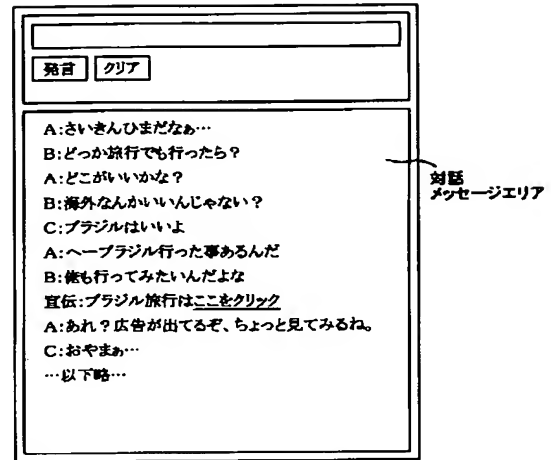 発言 クリア
A:さいきんひまだなぁ…
B:どっか旅行でも行ったら?
A:どこがいいかな?
B:海外なんかいいんじゃない?
C:ブラジルはいいよ
A:へーブラジル行った事あるんだ
B:俺も行ってみたいんだよな
宣伝:ブラジル旅行はここをクリック
A:あれ?広告が出てるぞ、ちょっと見てみるね。
C:おやまぁ…
…以下略…
対話
メッセージエリア